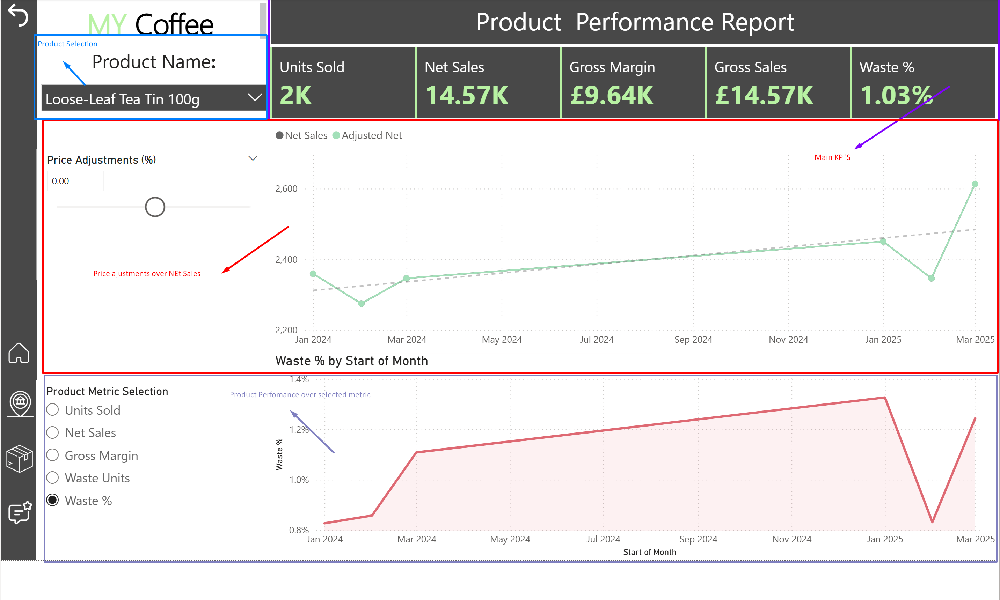 MY Coffee
Product Performance Report
Product Selection
Product Name:
Loose-Leaf Tea Tin 100g
Units Sold
2K
Net Sales
14.57K
Gross Margin
£9.64K
Gross Sales
£14.57K
Waste %
1.03%
Net Sales
Adjusted Net
Price Adjustments (%)
0.00
Main KPI'S
2,600
2,400
2,200
Price ajustments over NEt Sales
Jan 2024
Mar 2024
May 2024
Jul 2024
Sep 2024
Nov 2024
Jan 2025
Mar 2025
Waste % by Start of Month
Product Metric Selection
Units Sold
Net Sales
Gross Margin
Waste Units
Waste %
Product Perfomance over selected metric
Waste %
1.4%
1.2%
1.0%
0.8%
Jan 2024
Mar 2024
May 2024
Jul 2024
Sep 2024
Nov 2024
Jan 2025
Mar 2025
Start of Month